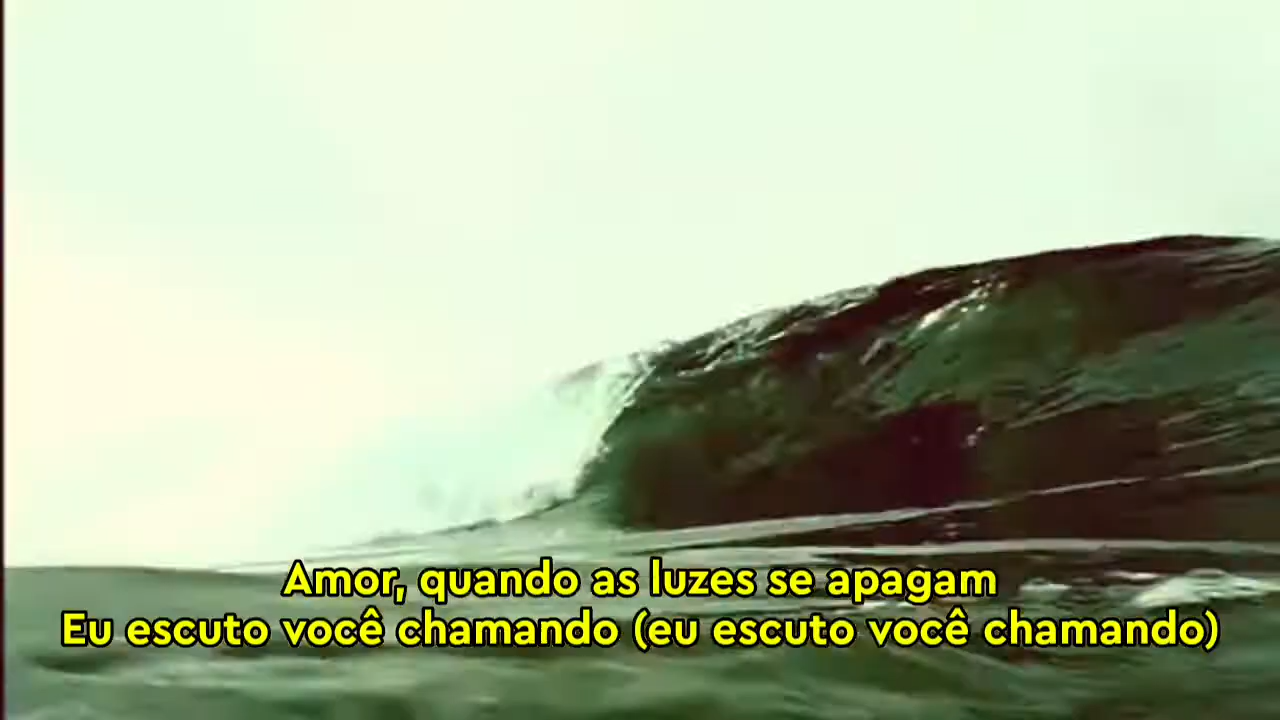 Amor, quando as luzes se apagam
Eu escuto você chamando (eu escuto você chamando)